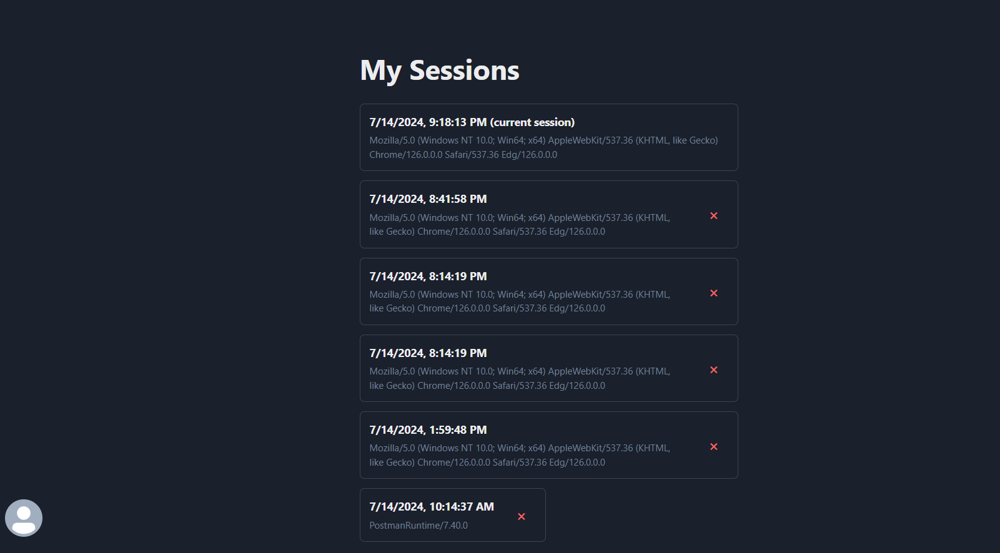 My Sessions
7/14/2024, 9:18:13 PM (current session)
Mozilla/5.0 (Windows NT 10.0; Win64; x64) AppleWebKit/537.36 (KHTML, like Gecko)
Chrome/126.0.0.0 Safari/537.36 Edg/126.0.0.0
7/14/2024, 8:41:58 PM
Mozilla/5.0 (Windows NT 10.0; Win64; x64) AppleWebKit/537.36 (KHTML,
like Gecko) Chrome/126.0.0.0 Safari/537.36 Edg/126.0.0.0
7/14/2024, 8:14:19 PM
Mozilla/5.0 (Windows NT 10.0; Win64; x64) AppleWebKit/537.36 (KHTML,
like Gecko) Chrome/126.0.0.0 Safari/537.36 Edg/126.0.0.0
7/14/2024, 8:14:19 PM
Mozilla/5.0 (Windows NT 10.0; Win64; x64) AppleWebKit/537.36 (KHTML,
like Gecko) Chrome/126.0.0.0 Safari/537.36 Edg/126.0.0.0
7/14/2024, 1:59:48 PM
Mozilla/5.0 (Windows NT 10.0; Win64; x64) AppleWebKit/537.36 (KHTML,
like Gecko) Chrome/126.0.0.0 Safari/537.36 Edg/126.0.0.0
7/14/2024, 10:14:37 AM
PostmanRuntime/7.40.0